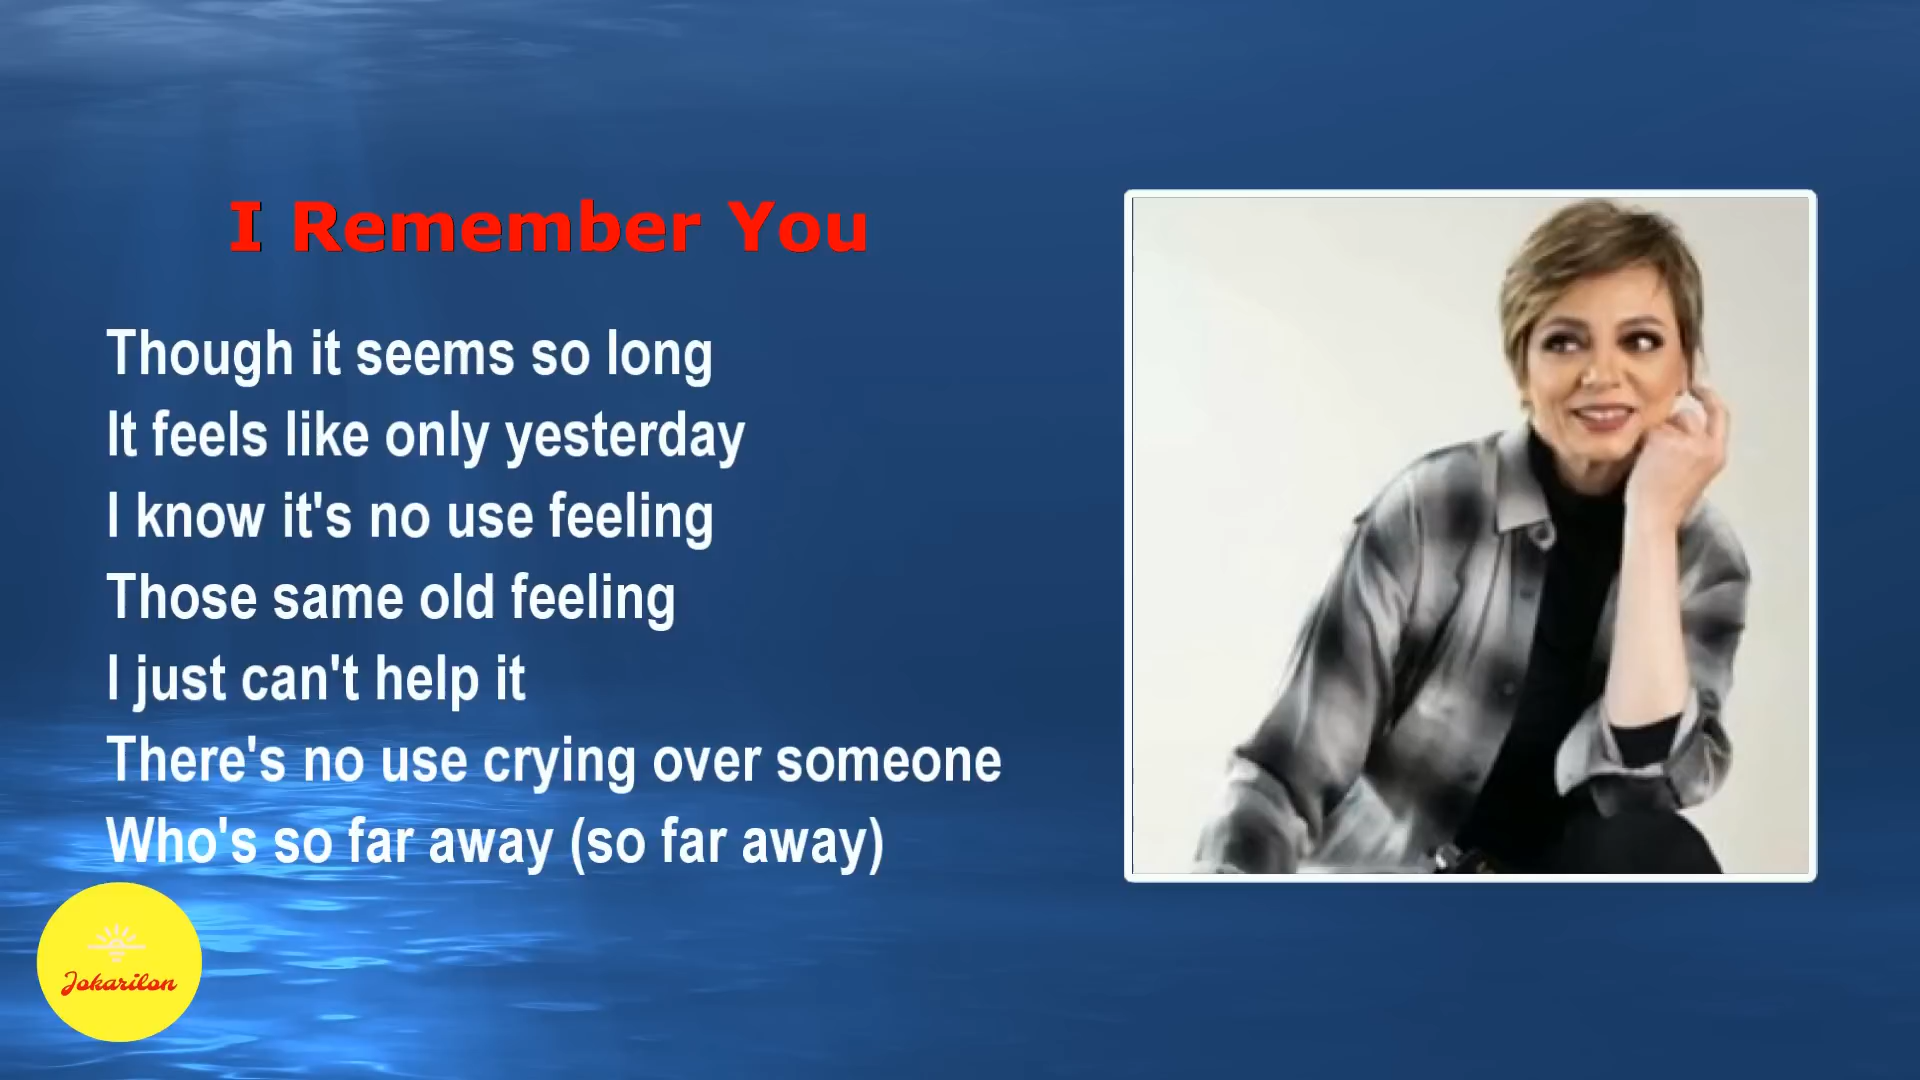 I Remember You
Though it seems so long
It feels like only yesterday
I know it's no use feeling
Those same old feeling
I just can't help it
There's no use crying over someone
Who's so far away (so far away)
Jokarilon